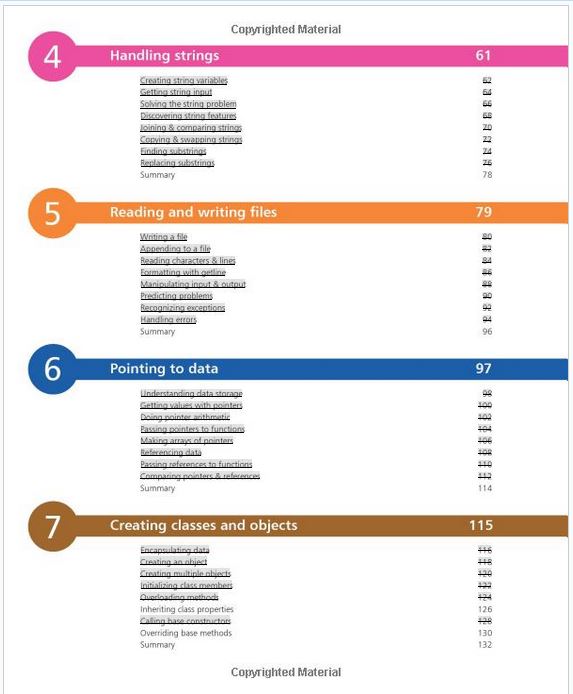 Copyrighted Material
4 Handling strings 61
Creating string variables 62
Getting string input 64
Solving the string problem 66
Discovering string features 68
Joining & comparing strings 70
Copying & swapping strings 72
Finding substrings 74
Replacing substrings 76
Summary 78
5 Reading and writing files 79
Writing a file 80
Appending to a file 82
Reading characters & lines 84
Formatting with getline 86
Manipulating input & output 88
Predicting problems 90
Recognizing exceptions 92
Handling errors 94
Summary 96
6 Pointing to data 97
Understanding data storage 98
Getting values with pointers 100
Doing pointer arithmetic 102
Passing pointers to functions 104
Making arrays of pointers 106
Referencing data 108
Passing references to functions 110
Comparing pointers & references 112
Summary 114
7 Creating classes and objects 115
Encapsulating data 116
Creating an object 118
Creating multiple objects 120
Initializing class members 122
Overloading methods 124
Inheriting class properties 126
Calling base constructors 128
Overriding base methods 130
Summary 132
Copyrighted Material